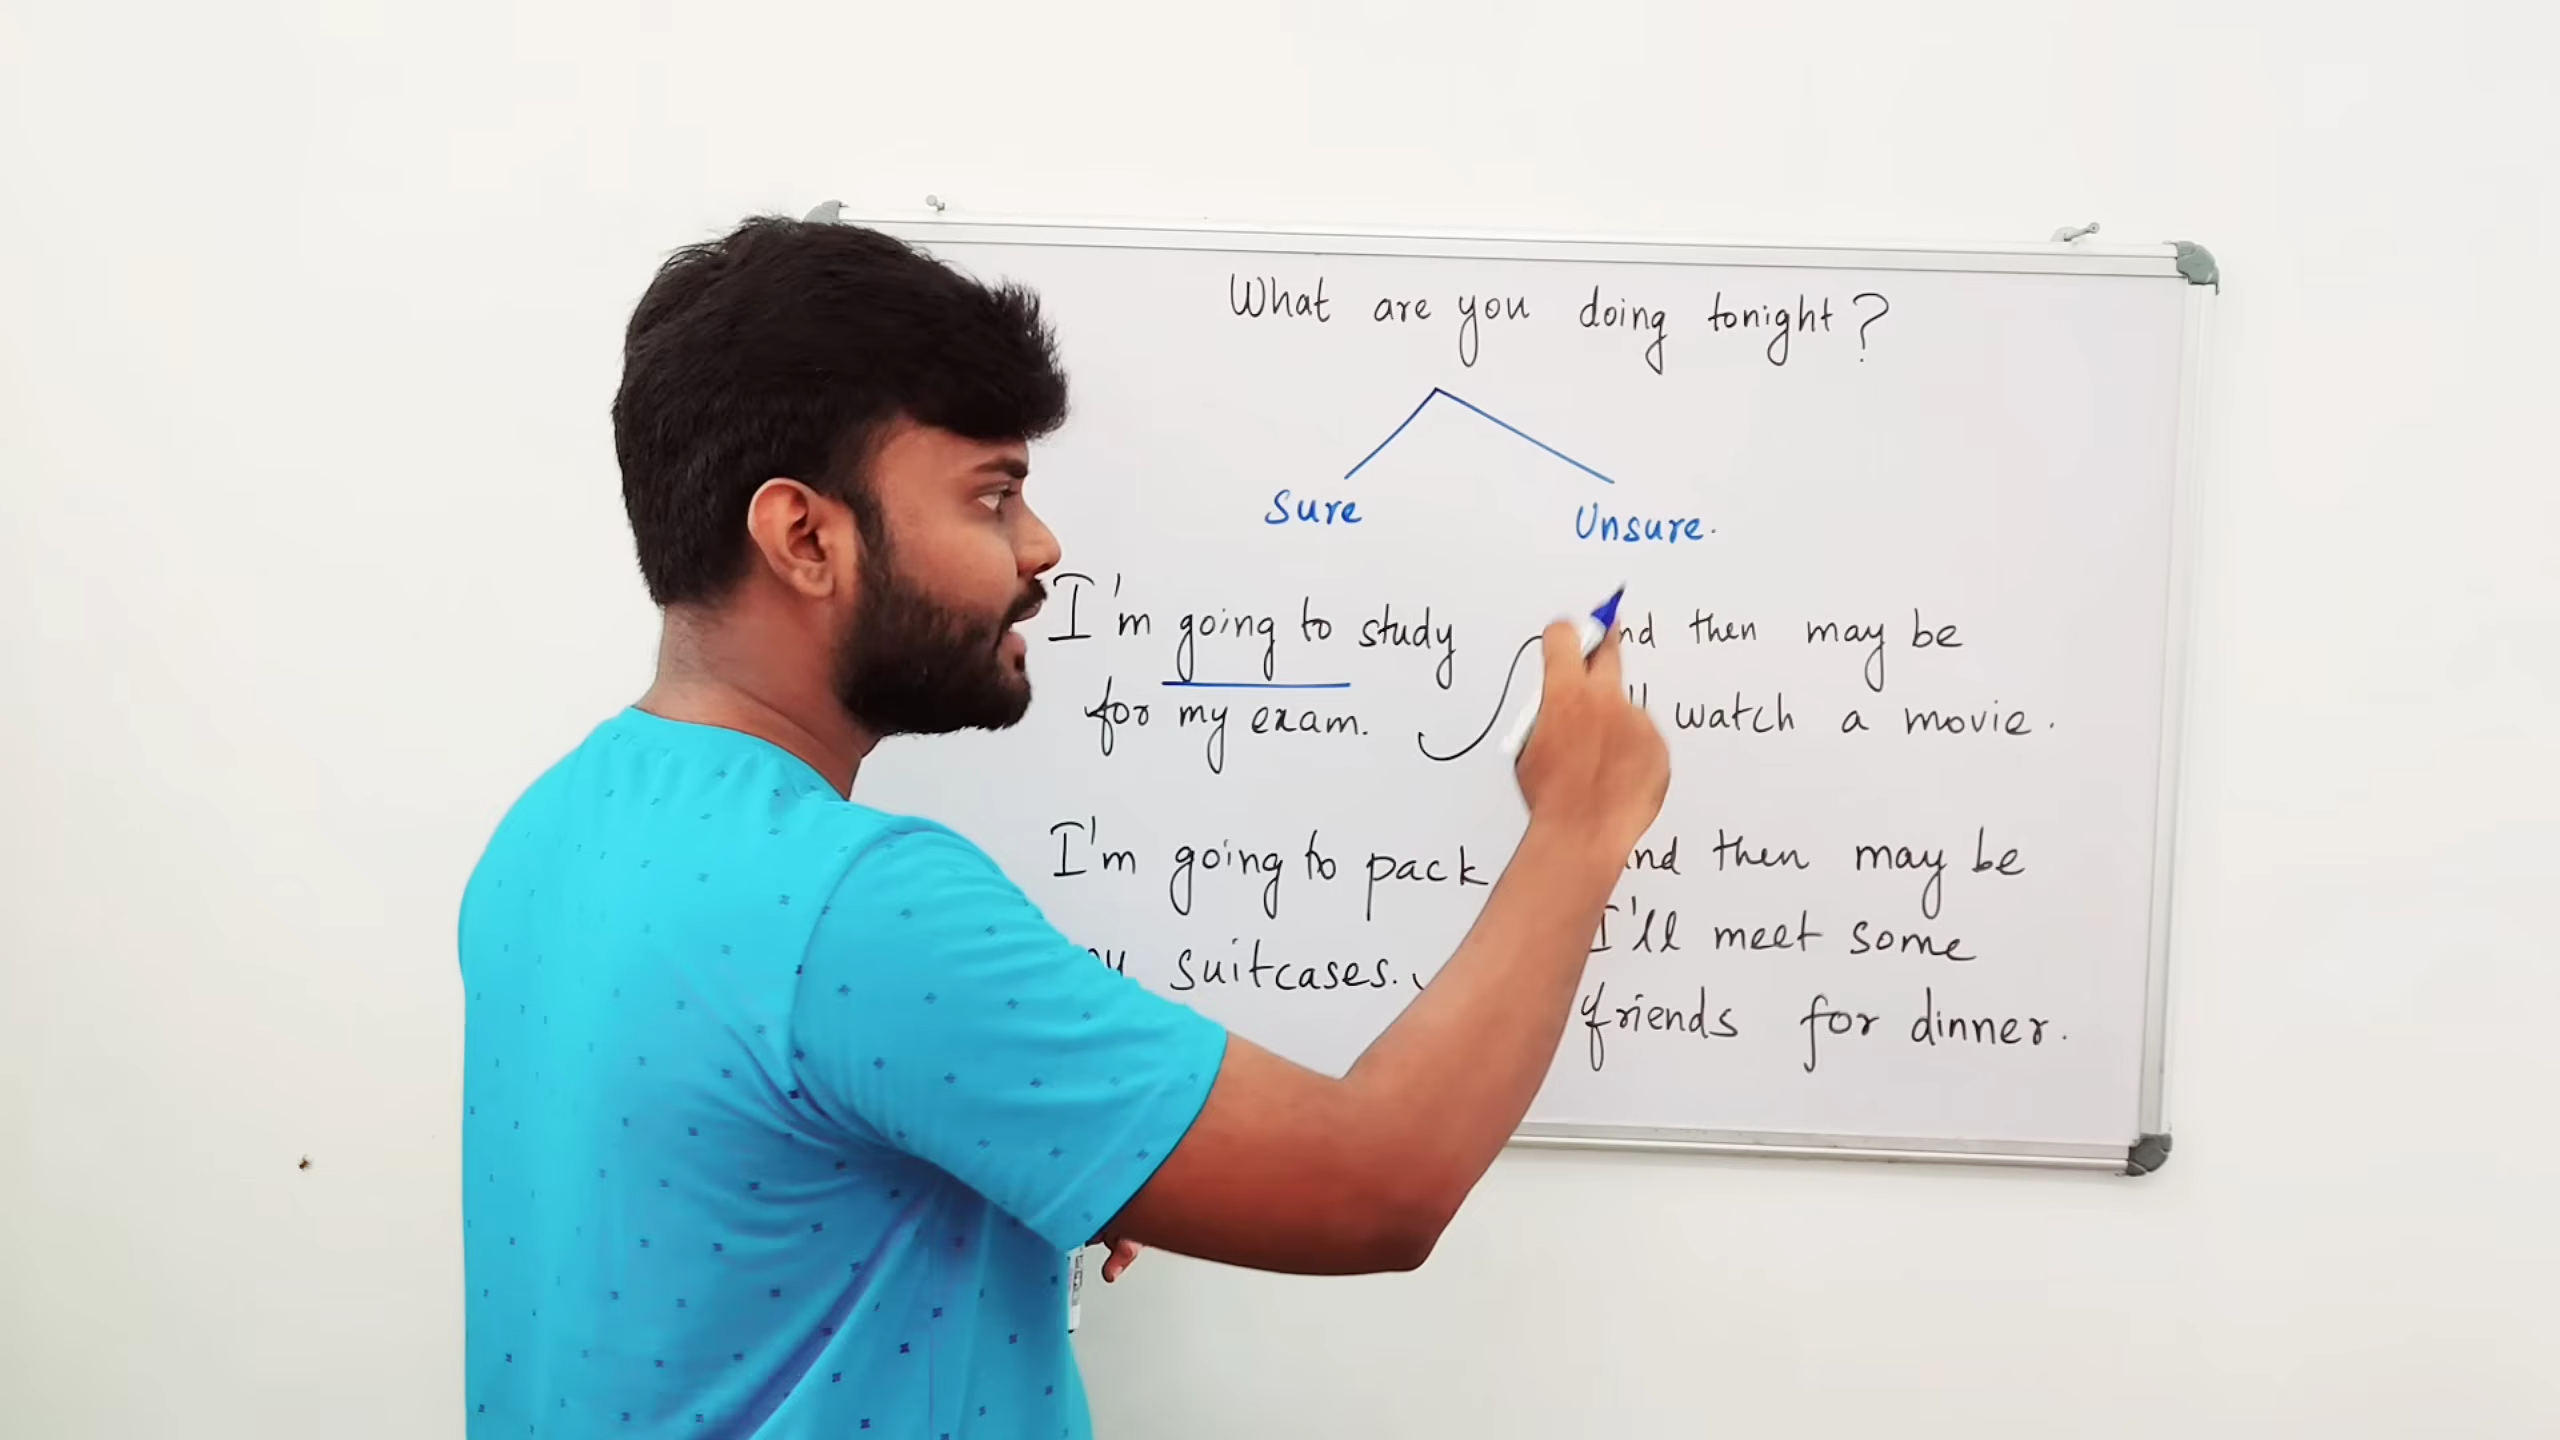 What are you doing tonight?
Sure
Unsure.
I'm going to study
for my exam.
then may be
watch a movie.
I'm going to pack
suitcases.
then may be
I'll meet some
friends for dinner.